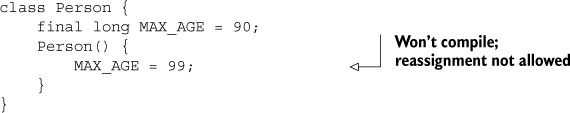 class Person {
    final long MAX_AGE = 90;
    Person() {
        MAX_AGE = 99;
    }
}
Won't compile;
reassignment not allowed